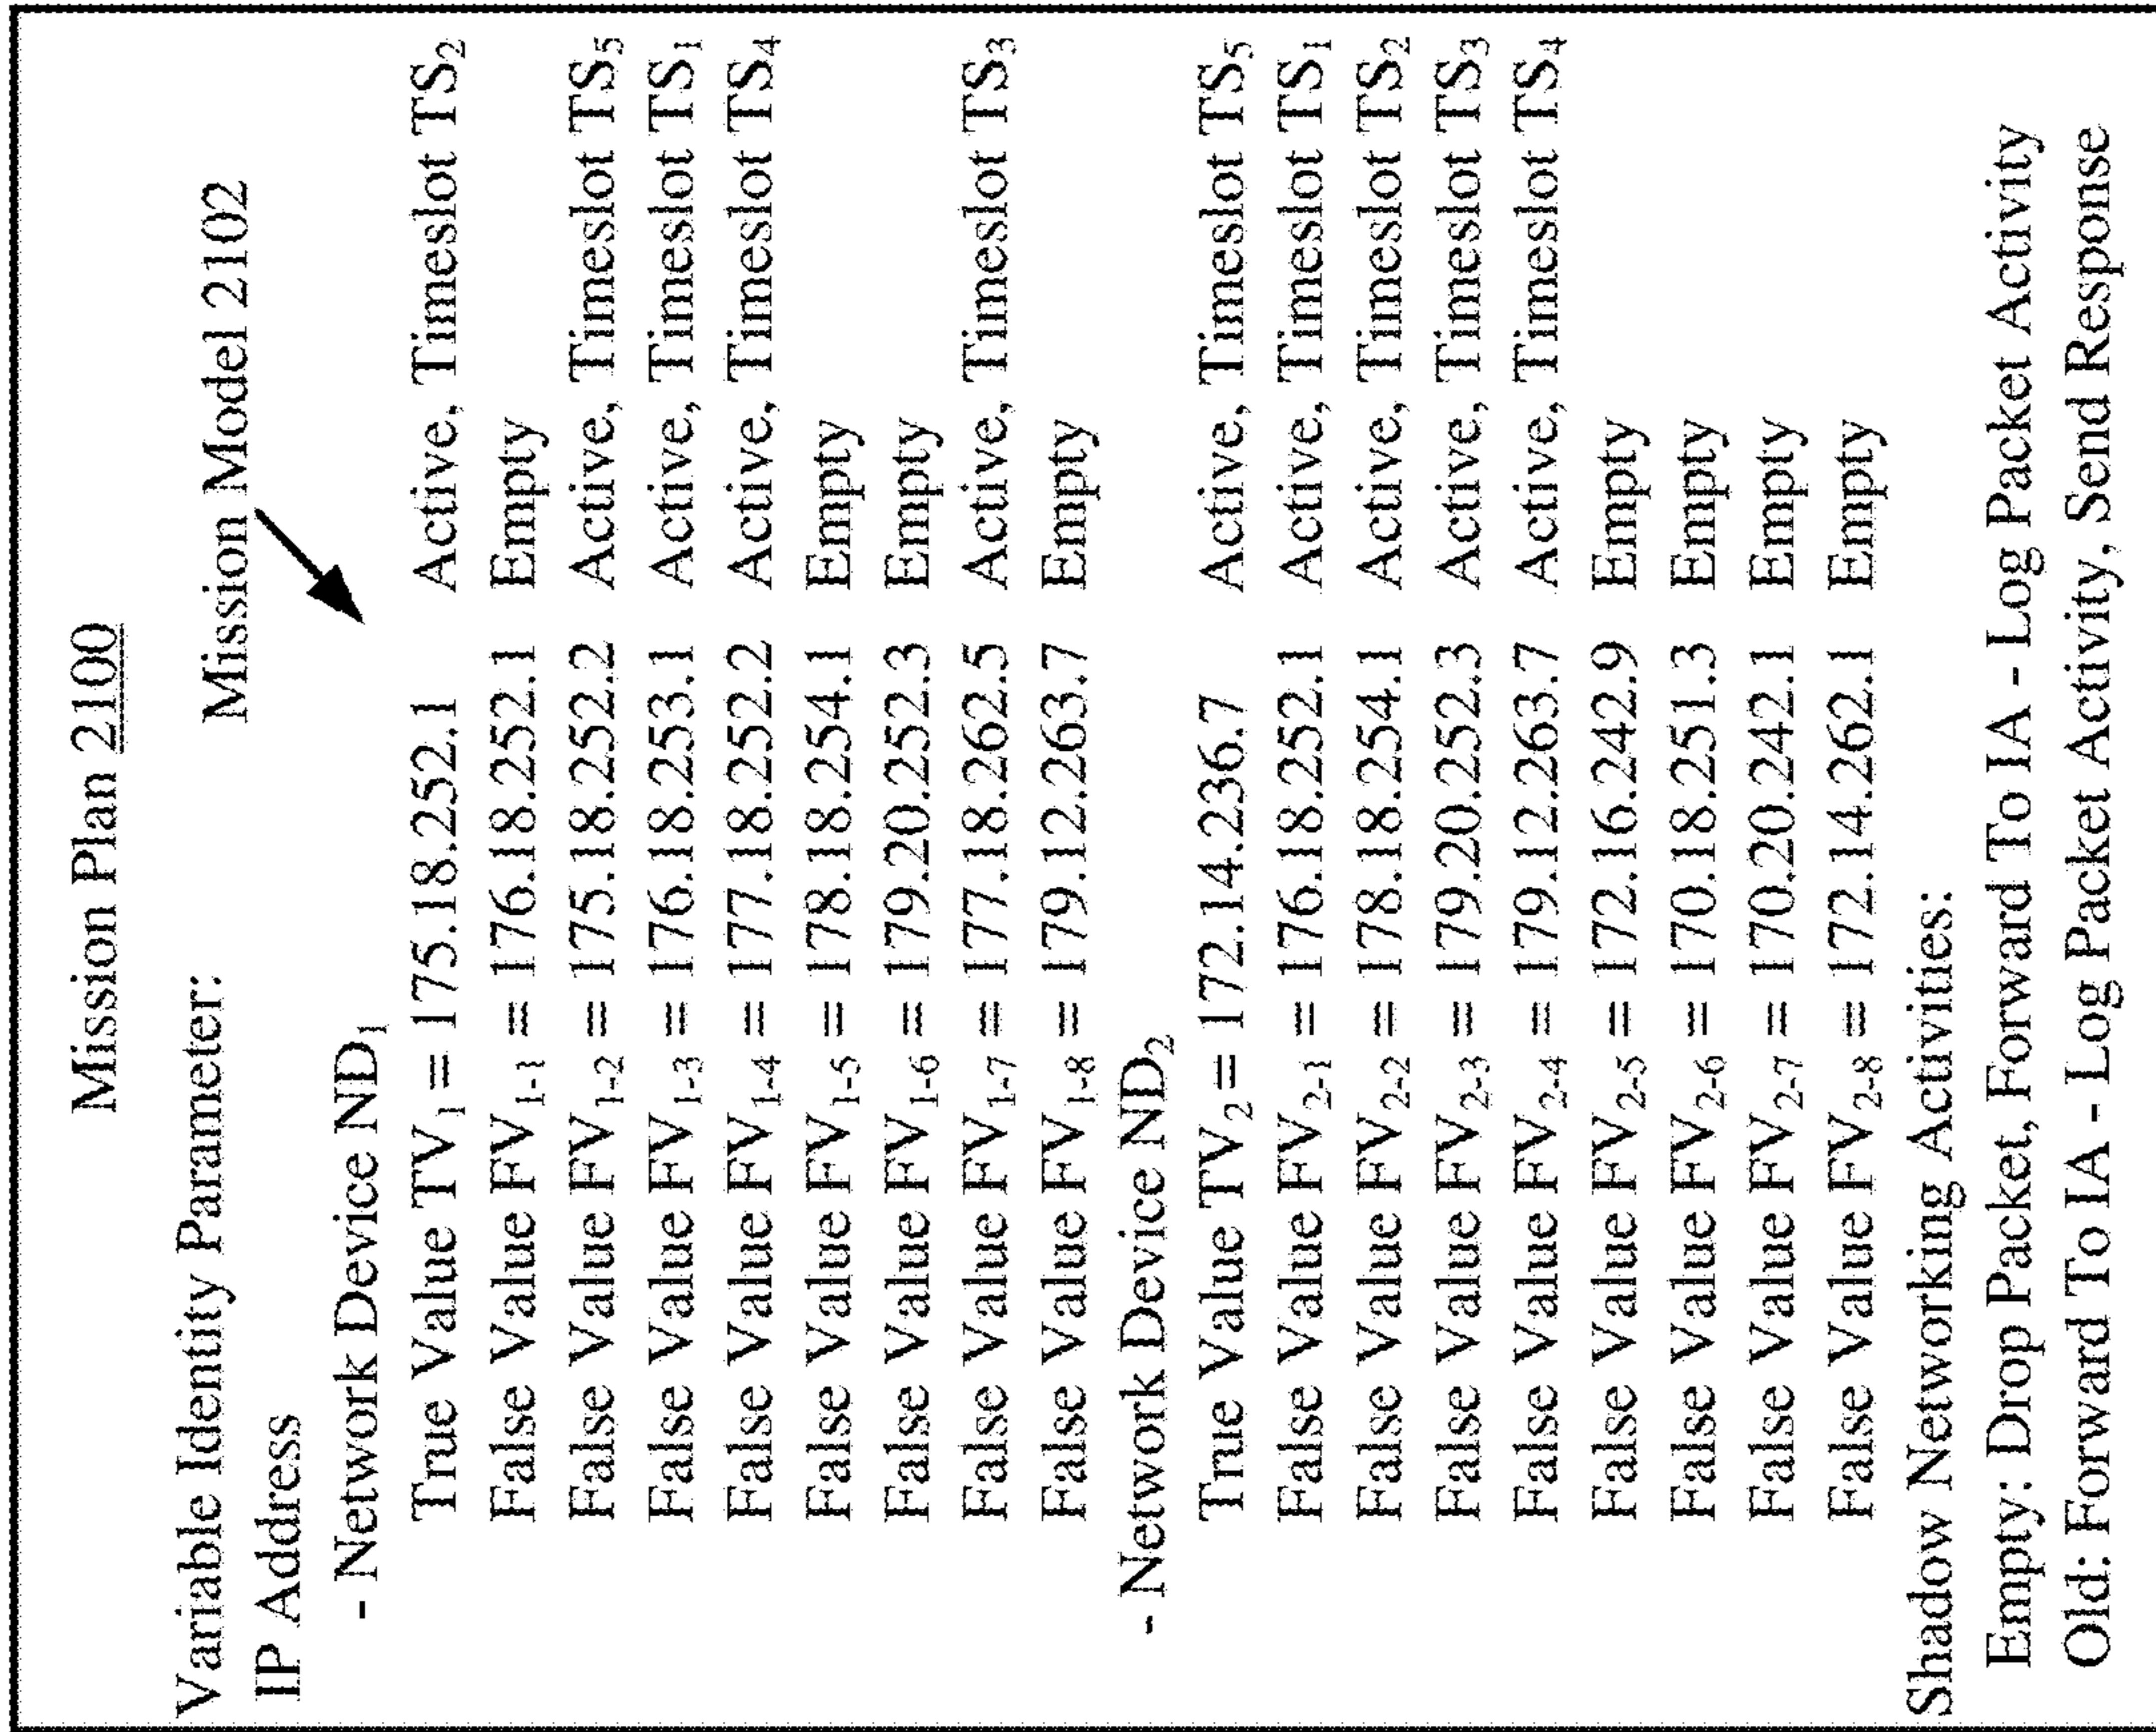 Mission Plan 2100
Variable Identity Parameter:
Mission Model 2102
IP Address
- Network Device ND₁
True Value TV₁ = 175.18.252.1 Active, Timeslot TS₂
False Value FV₁₋₁ = 176.18.252.1 Empty
False Value FV₁₋₂ = 175.18.252.2 Active, Timeslot TS₅
False Value FV₁₋₃ = 176.18.253.1 Active, Timeslot TS₁
False Value FV₁₋₄ = 177.18.252.2 Active, Timeslot TS₄
False Value FV₁₋₅ = 178.18.254.1 Empty
False Value FV₁₋₆ = 179.20.252.3 Empty
False Value FV₁₋₇ = 177.18.262.5 Active, Timeslot TS₃
False Value FV₁₋₈ = 179.12.263.7 Empty
- Network Device ND₂
True Value TV₂ = 172.14.236.7 Active, Timeslot TS₅
False Value FV₂₋₁ = 176.18.252.1 Active, Timeslot TS₁
False Value FV₂₋₂ = 178.18.254.1 Active, Timeslot TS₂
False Value FV₂₋₃ = 179.20.252.3 Active, Timeslot TS₃
False Value FV₂₋₄ = 179.12.263.7 Active, Timeslot TS₄
False Value FV₂₋₅ = 172.16.242.9 Empty
False Value FV₂₋₆ = 170.18.251.3 Empty
False Value FV₂₋₇ = 170.20.242.1 Empty
False Value FV₂₋₈ = 172.14.262.1 Empty
Shadow Networking Activities:
Empty: Drop Packet, Forward To IA - Log Packet Activity
Old: Forward To IA - Log Packet Activity, Send Response